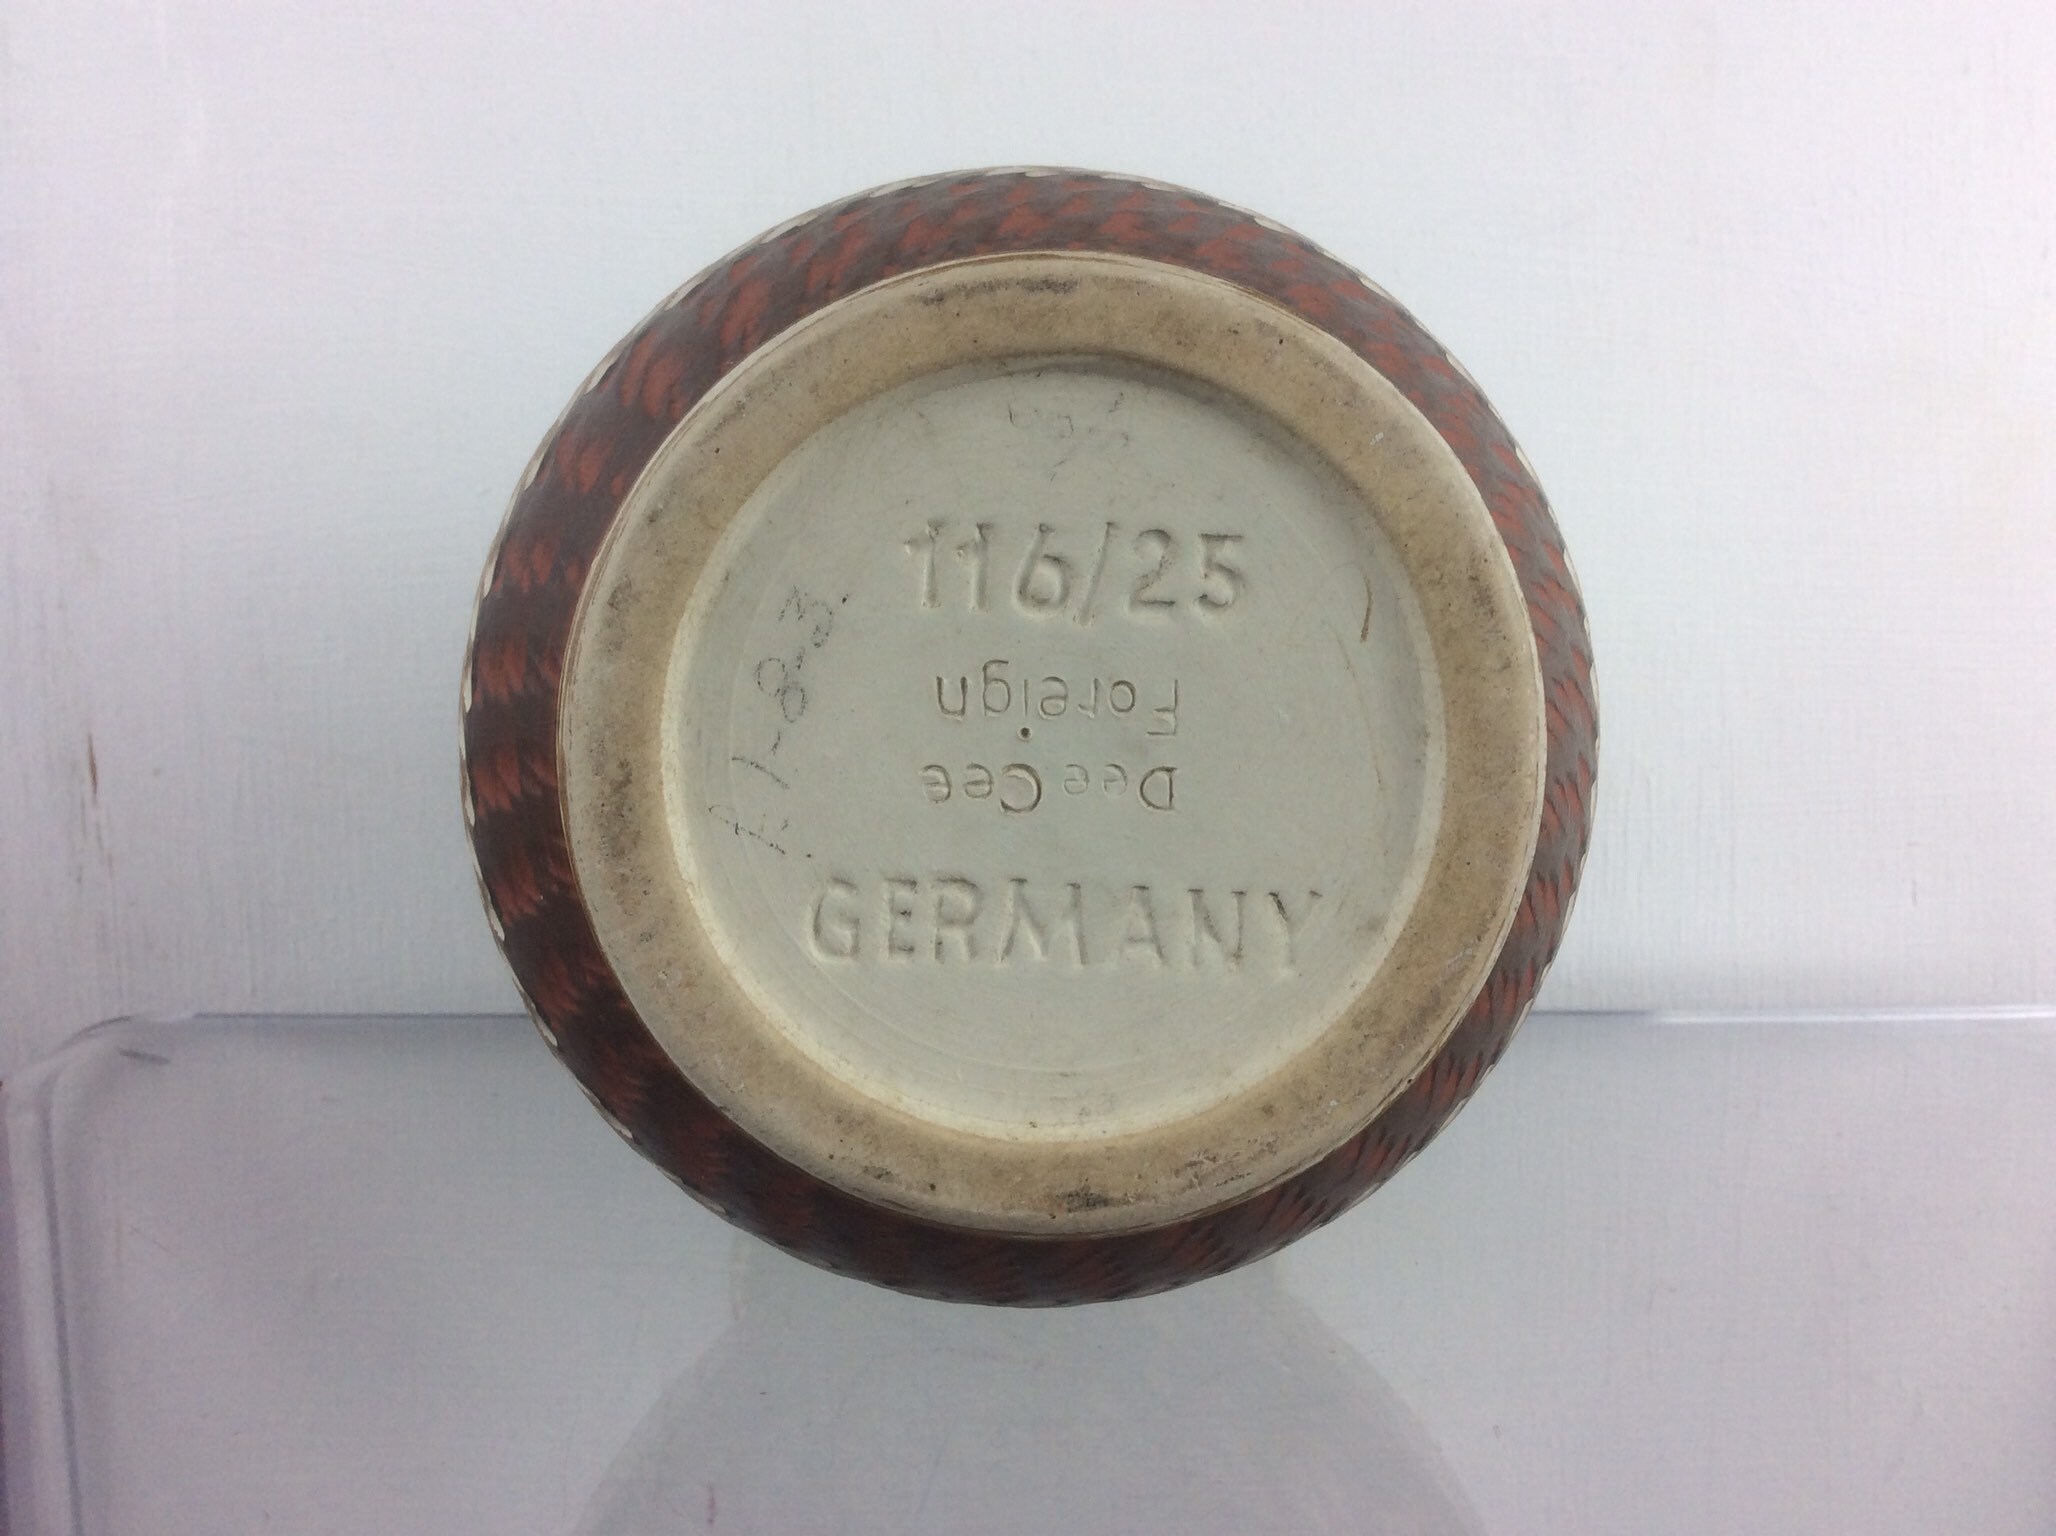 116/25
Dee Cee
Foreign
GERMANY